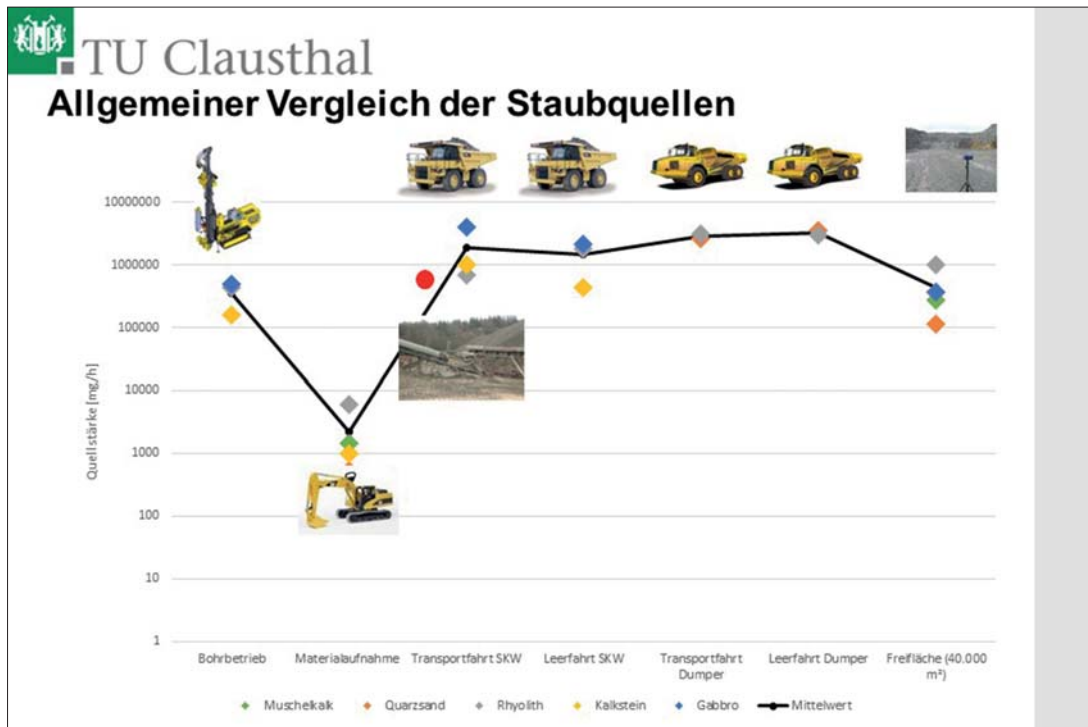 TU Clausthal
Allgemeiner Vergleich der Staubquellen
10000000
1000000
100000
10000
1000
100
10
1
Quellstärke [mg/h]
Bohrbetrieb
Materialaufnahme
Transportfahrt SKW
Leerfahrt SKW
Transportfahrt
Dumper
Leerfahrt Dumper
Freifläche (40.000
m²)
Muschelkalk
Quarzsand
Rhyolith
Kalkstein
Gabbro
Mittelwert